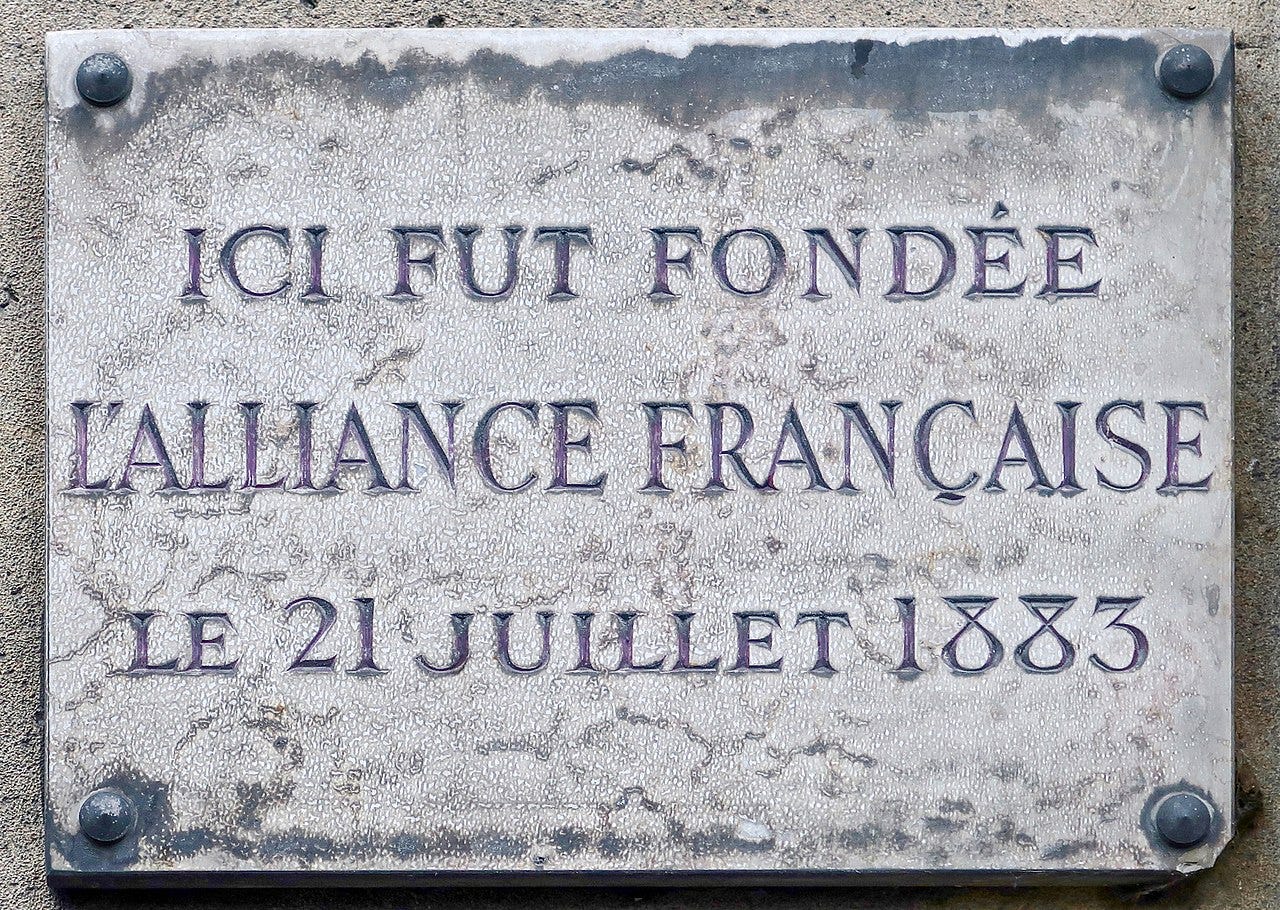 ICI FUT FONDÉE
L'ALLIANCE FRANÇAISE
LE 21 JUILLET 1883